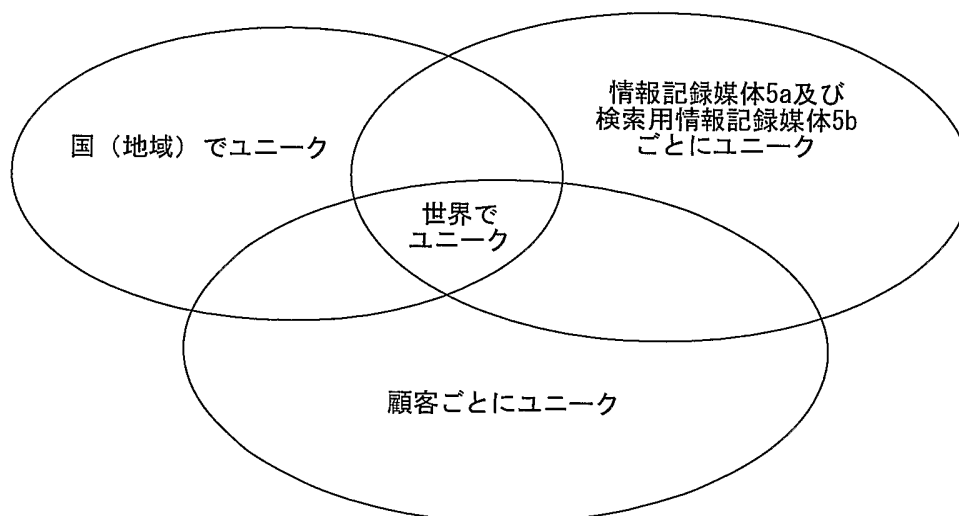 国（地域）でユニーク
情報記録媒体5a及び
検索用情報記録媒体5b
ごとにユニーク
世界で
ユニーク
顧客ごとにユニーク